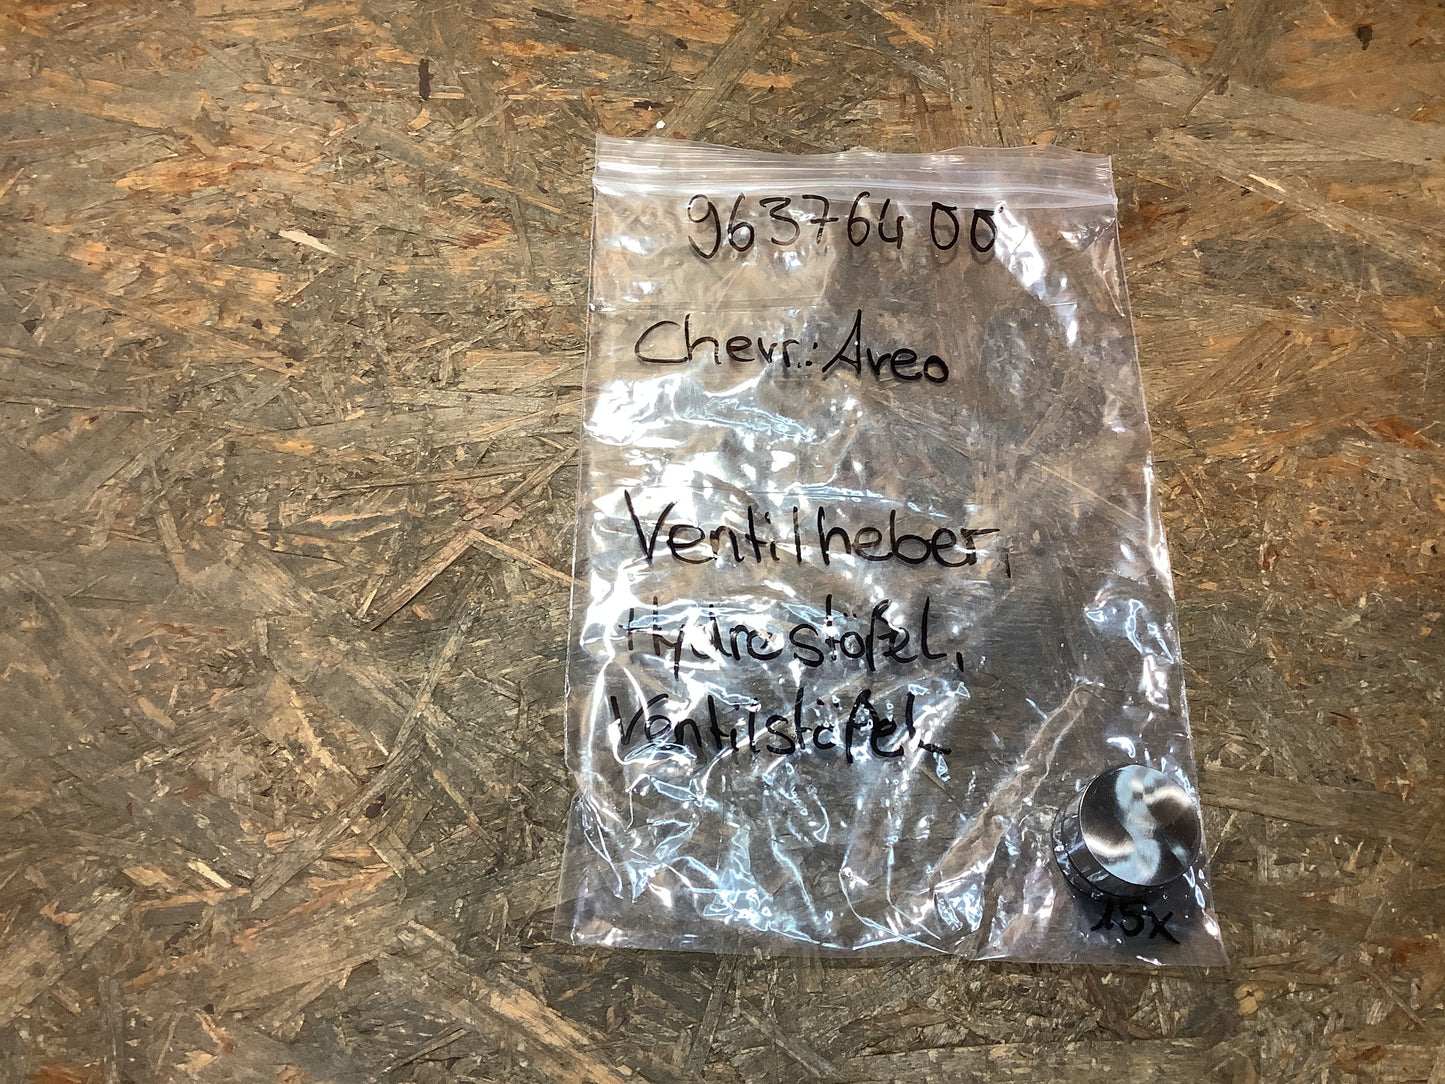 96376400
Chevr.: Aveo
Ventilheber,
Hydrostößel,
Ventilstößel
15x